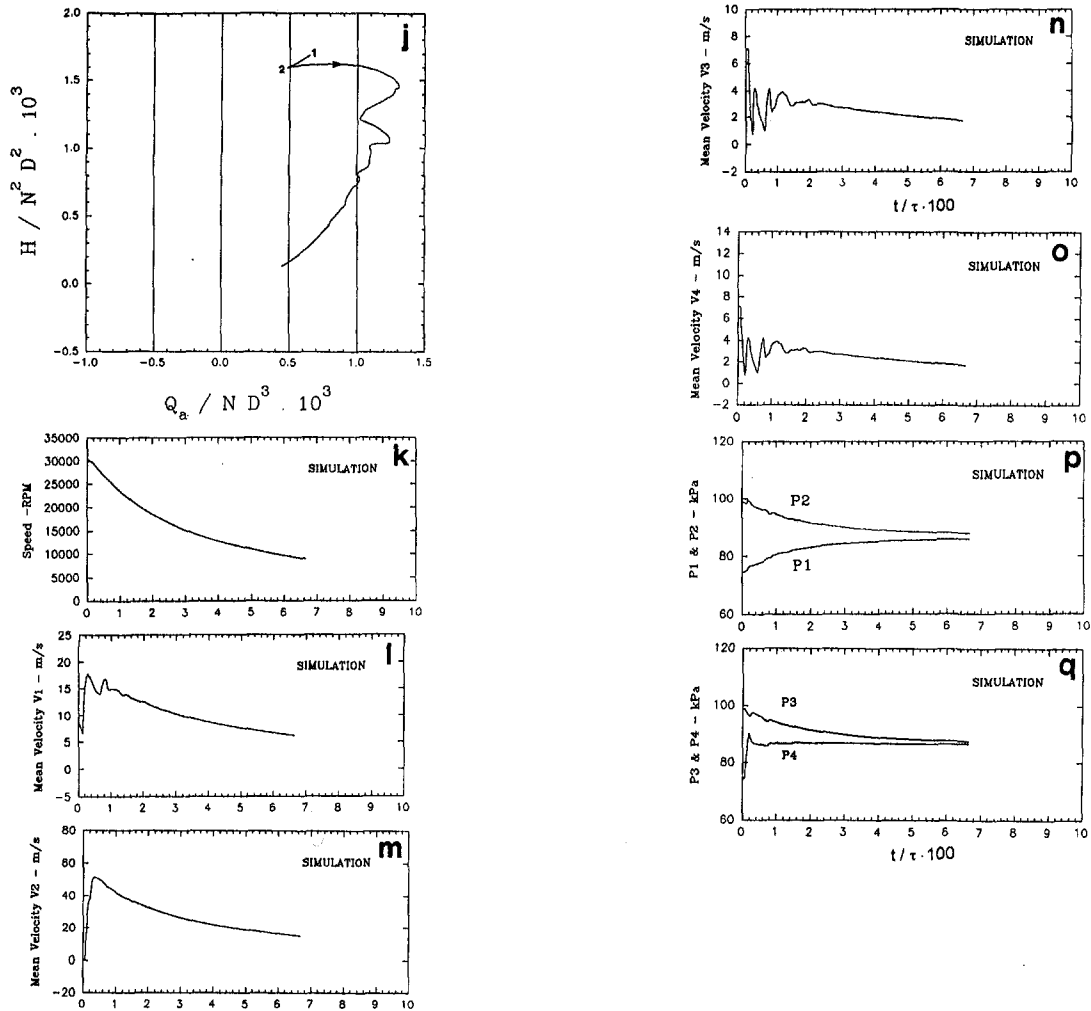 j
2.0
1.5
1.0
0.5
0.0
-0.5
-1.0
-0.5
0.0
0.5
1.0
1.5
1
2
H / N² D² . 10³
Qₐ. / N D³ . 10³
k
SIMULATION
Speed -RPM
35000
30000
25000
20000
15000
10000
5000
0
0 1 2 3 4 5 6 7 8 9 10
l
SIMULATION
Mean Velocity V1 - m/s
25
20
15
10
5
0
-5
0 1 2 3 4 5 6 7 8 9 10
m
SIMULATION
Mean Velocity V2 - m/s
80
60
40
20
0
-20
0 1 2 3 4 5 6 7 8 9 10
n
SIMULATION
Mean Velocity V3 - m/s
10
8
6
4
2
0
-2
0 1 2 3 4 5 6 7 8 9 10
t/τ·100
o
SIMULATION
Mean Velocity V4 - m/s
14
12
10
8
6
4
2
0
-2
0 1 2 3 4 5 6 7 8 9 10
p
SIMULATION
P1 & P2 - kPa
120
100
80
60
P2
P1
0 1 2 3 4 5 6 7 8 9 10
q
SIMULATION
P3 & P4 - kPa
120
100
80
60
P3
P4
0 1 2 3 4 5 6 7 8 9 10
t/τ·100